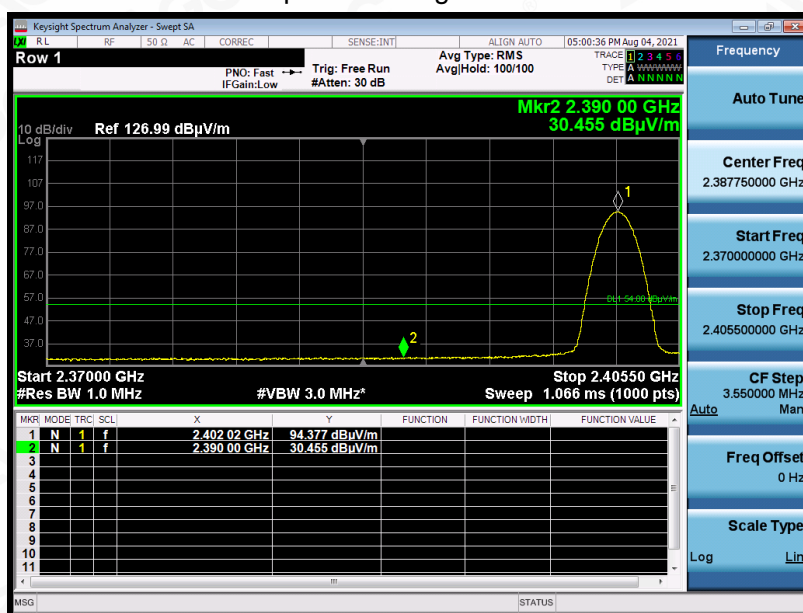 Keysight Spectrum Analyzer - Swept SA
LXI RL RF 50 Ω AC CORREC SENSE:INT ALIGN AUTO 05:00:36 PM Aug 04, 2021
Row 1
PNO: Fast
IFGain:Low
Trig: Free Run
#Atten: 30 dB
Avg Type: RMS
Avg|Hold: 100/100
TRACE 1 2 3 4 5 6
TYPE A WWWWW
DET A N N N N N
Mkr2 2.390 00 GHz
30.455 dBµV/m
10 dB/div Ref 126.99 dBµV/m
Log
117
107
97.0
87.0
77.0
67.0
57.0
47.0
37.0
1
DL1 54.00 dBµV/m
2
Start 2.37000 GHz Stop 2.40550 GHz
#Res BW 1.0 MHz #VBW 3.0 MHz* Sweep 1.066 ms (1000 pts)
MKR MODE TRC SCL X Y FUNCTION FUNCTION WIDTH FUNCTION VALUE
1 N 1 f 2.402 02 GHz 94.377 dBµV/m
2 N 1 f 2.390 00 GHz 30.455 dBµV/m
3
4
5
6
7
8
9
10
11
MSG STATUS
Frequency
Auto Tune
Center Freq
2.387750000 GHz
Start Freq
2.370000000 GHz
Stop Freq
2.405500000 GHz
CF Step
3.550000 MHz
Auto Man
Freq Offset
0 Hz
Scale Type
Log Lin